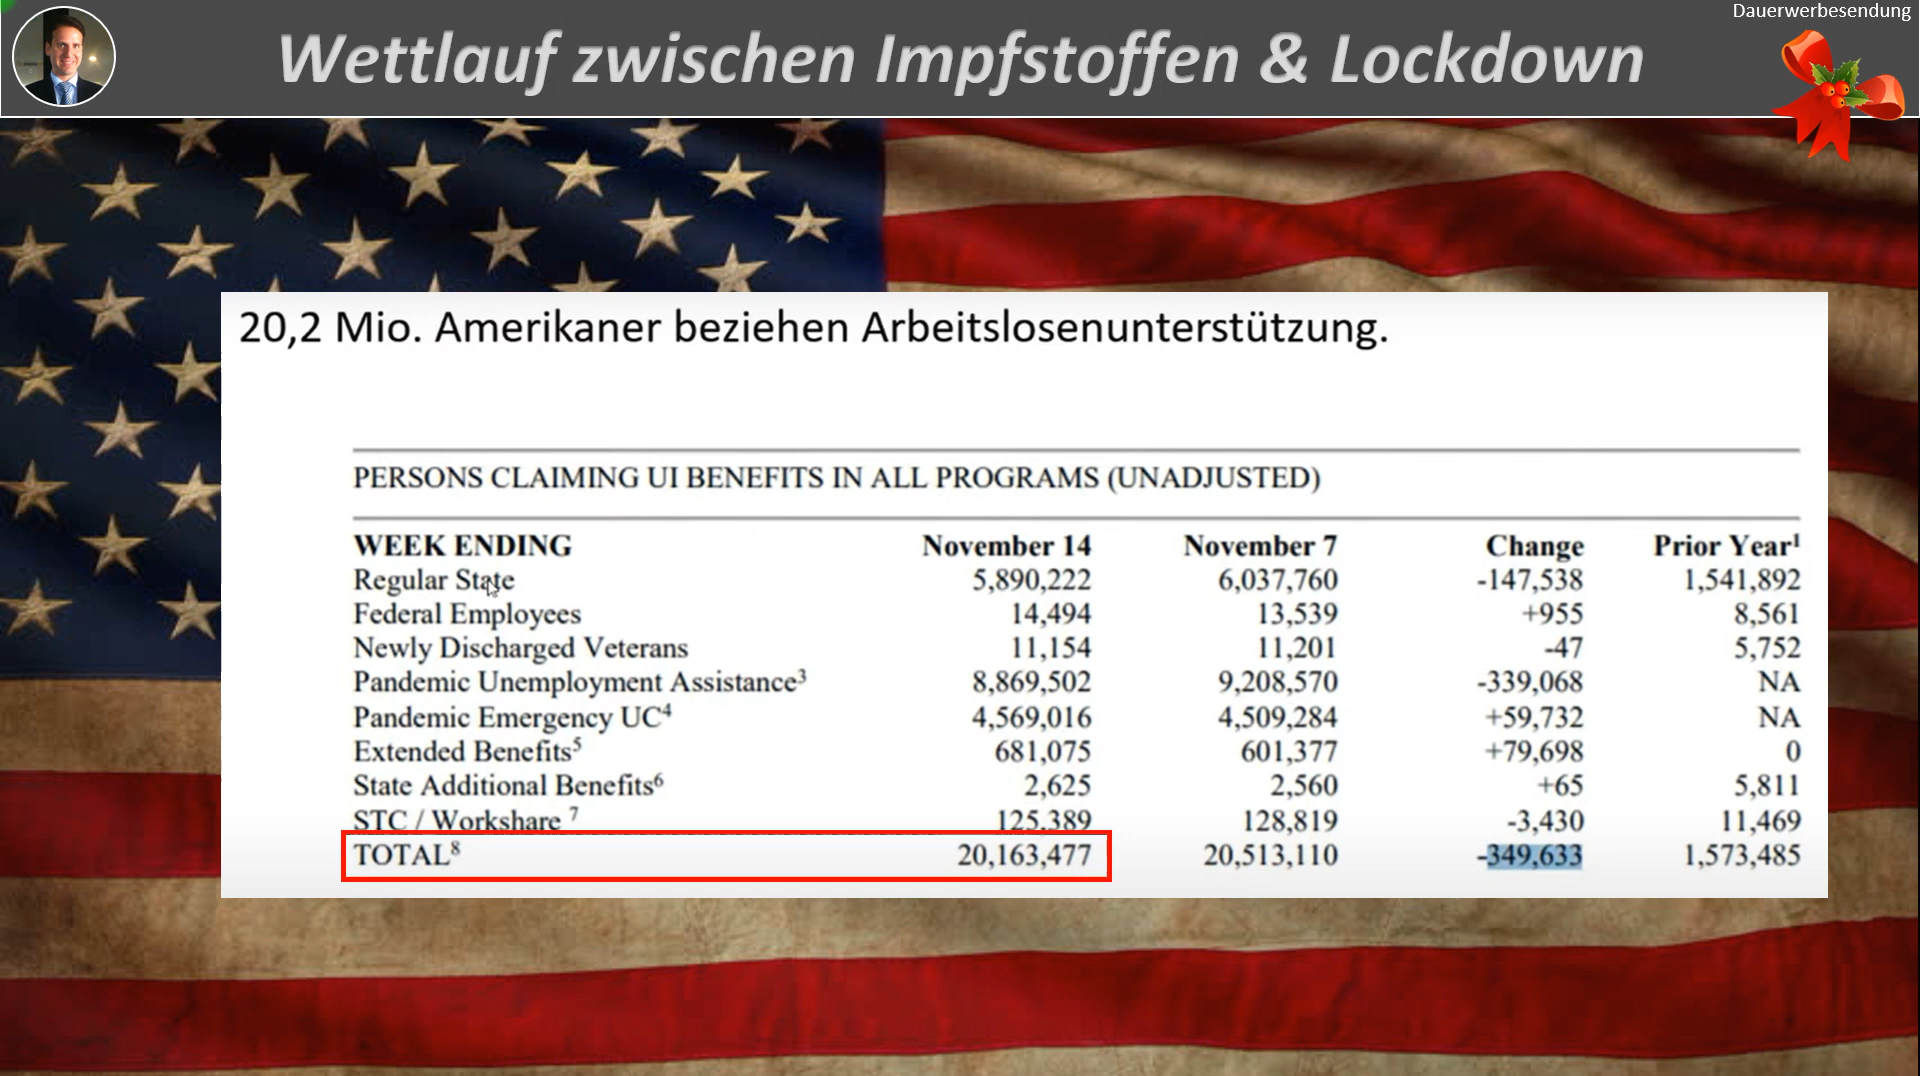 Dauerwerbesendung
Wettlauf zwischen Impfstoffen & Lockdown
20,2 Mio. Amerikaner beziehen Arbeitslosenunterstützung.
PERSONS CLAIMING UI BENEFITS IN ALL PROGRAMS (UNADJUSTED)
WEEK ENDING November 14 November 7 Change Prior Year¹
Regular State 5,890,222 6,037,760 -147,538 1,541,892
Federal Employees 14,494 13,539 +955 8,561
Newly Discharged Veterans 11,154 11,201 -47 5,752
Pandemic Unemployment Assistance³ 8,869,502 9,208,570 -339,068 NA
Pandemic Emergency UC⁴ 4,569,016 4,509,284 +59,732 NA
Extended Benefits⁵ 681,075 601,377 +79,698 0
State Additional Benefits⁶ 2,625 2,560 +65 5,811
STC / Workshare ⁷ 125,389 128,819 -3,430 11,469
TOTAL⁸ 20,163,477 20,513,110 -349,633 1,573,485